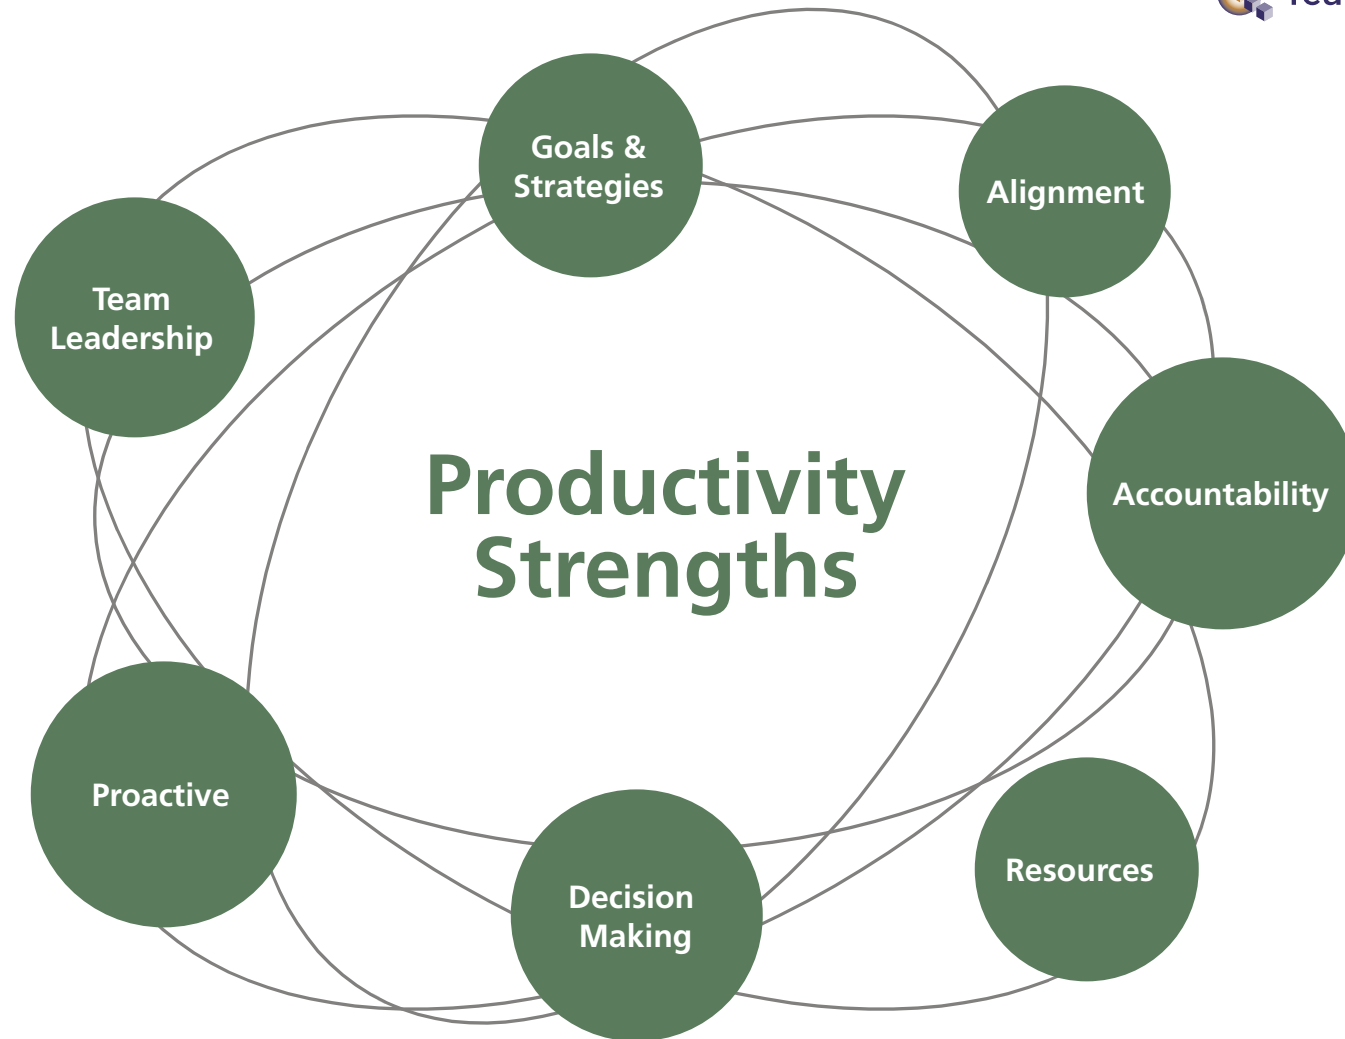 Goals &
Strategies
Alignment
Team
Leadership
Productivity
Strengths
Accountability
Proactive
Resources
Decision
Making